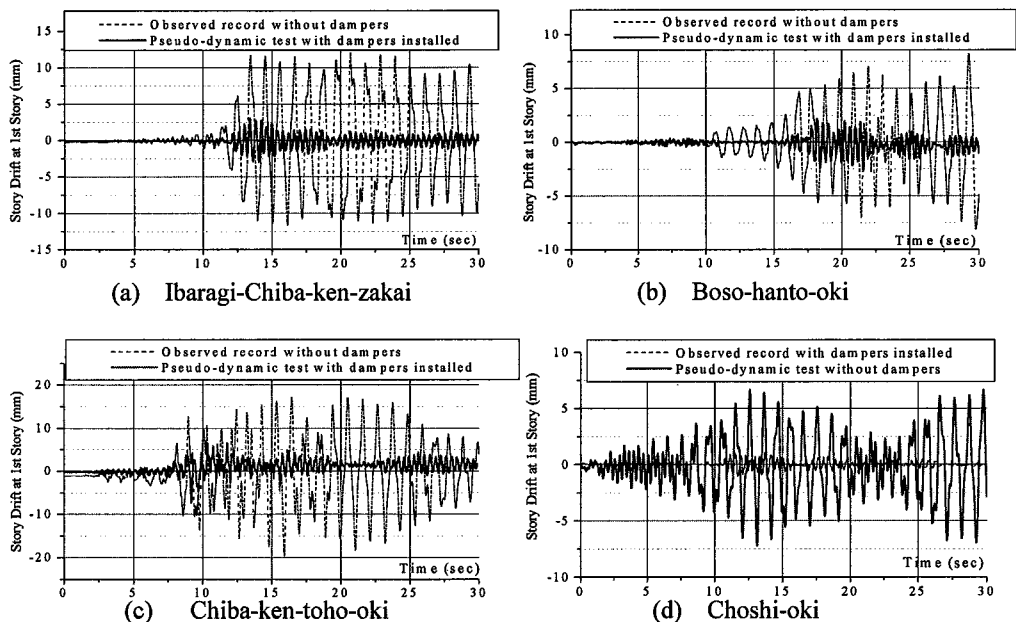 Observed record without dampers
Pseudo-dynamic test with dampers installed
Story Drift at 1st Story (mm)
15
10
5
0
-5
-10
15
Time (sec)
0 5 10 15 20 25 30
(a) Ibaragi-Chiba-ken-zakai
Observed record without dampers
Pseudo-dynamic test with dampers installed
Story Drift at 1st Story (mm)
10
5
0
-5
-10
Time (sec)
0 5 10 15 20 25 30
(b) Boso-hanto-oki
Observed record without dampers
Pseudo-dynamic test with dampers installed
Story Drift at 1st Story (mm)
20
10
0
-10
-20
0 5 10 15 20 25 30
(c) Chiba-ken-toho-oki
Observed record with dampers installed
Pseudo-dynamic test without dampers
Story Drift at 1st Story (mm)
10
5
0
-5
-10
Time (sec)
0 5 10 15 20 25 30
(d) Choshi-oki